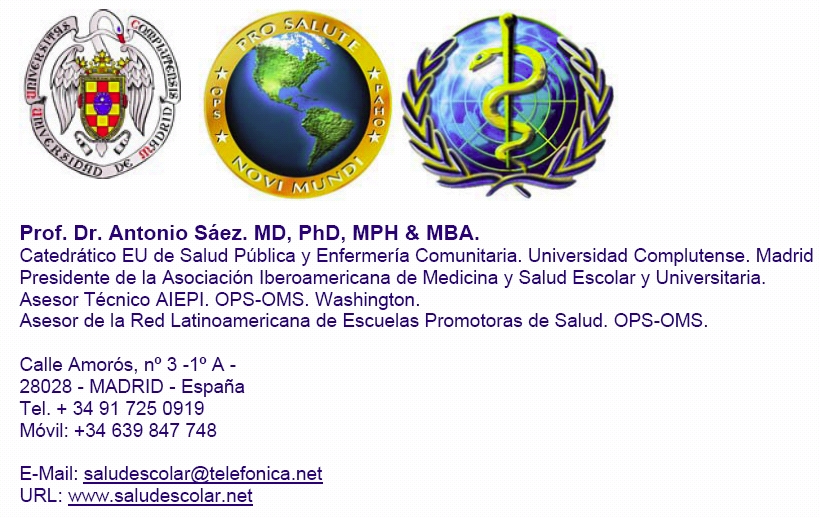 UNIVERSITAS COMPLUTENSIS
UNIVERSIDAD DE MADRID
PRO SALUTE
OPS PAHO
NOVI MUNDI
Prof. Dr. Antonio Sáez. MD, PhD, MPH & MBA.
Catedrático EU de Salud Pública y Enfermería Comunitaria. Universidad Complutense. Madrid
Presidente de la Asociación Iberoamericana de Medicina y Salud Escolar y Universitaria.
Asesor Técnico AIEPI. OPS-OMS. Washington.
Asesor de la Red Latinoamericana de Escuelas Promotoras de Salud. OPS-OMS.
Calle Amorós, nº 3 -1º A -
28028 - MADRID - España
Tel. + 34 91 725 0919
Móvil: +34 639 847 748
E-Mail: saludescolar@telefonica.net
URL: www.saludescolar.net